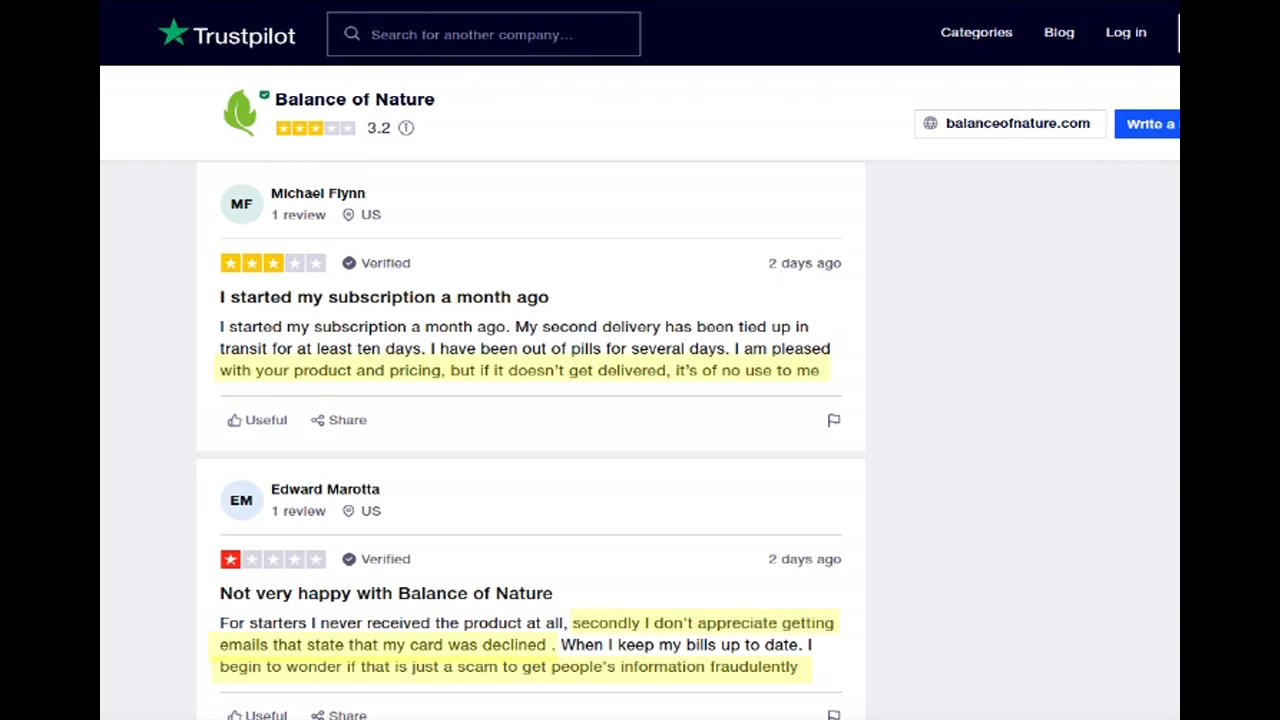 Trustpilot
Search for another company...
Categories
Blog
Log in
Balance of Nature
3.2
balanceofnature.com
Write a
MF
Michael Flynn
1 review
US
Verified
2 days ago
I started my subscription a month ago
I started my subscription a month ago. My second delivery has been tied up in
transit for at least ten days. I have been out of pills for several days. I am pleased
with your product and pricing, but if it doesn't get delivered, it's of no use to me
Useful
Share
EM
Edward Marotta
1 review
US
Verified
2 days ago
Not very happy with Balance of Nature
For starters I never received the product at all, secondly I don't appreciate getting
emails that state that my card was declined . When I keep my bills up to date. I
begin to wonder if that is just a scam to get people's information fraudulently
Useful
Share